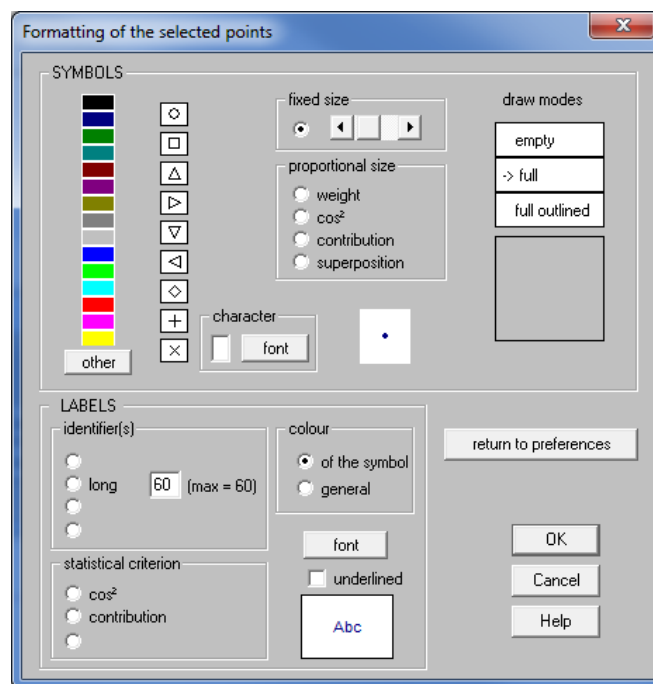 Formatting of the selected points
SYMBOLS
fixed size
draw modes
empty
-> full
full outlined
proportional size
weight
cos²
contribution
superposition
character
font
other
LABELS
identifier(s)
long 60 (max = 60)
colour
of the symbol
general
return to preferences
font
underlined
Abc
statistical criterion
cos²
contribution
OK
Cancel
Help